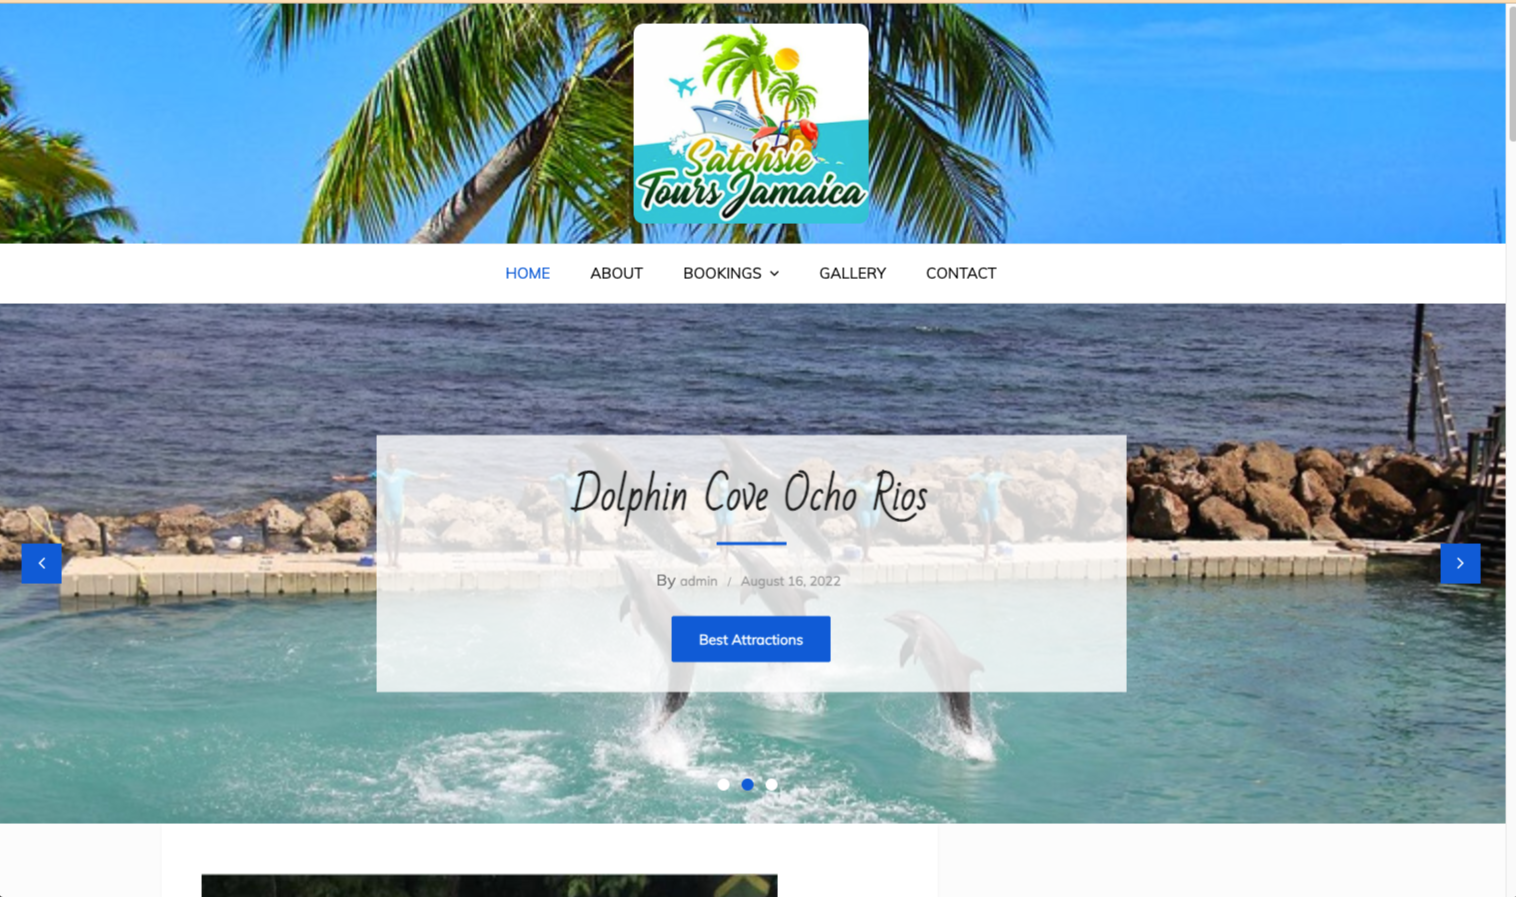 Satchsie
Tours Jamaica
HOME ABOUT BOOKINGS GALLERY CONTACT
Dolphin Cove Ocho Rios
By admin / August 16, 2022
Best Attractions